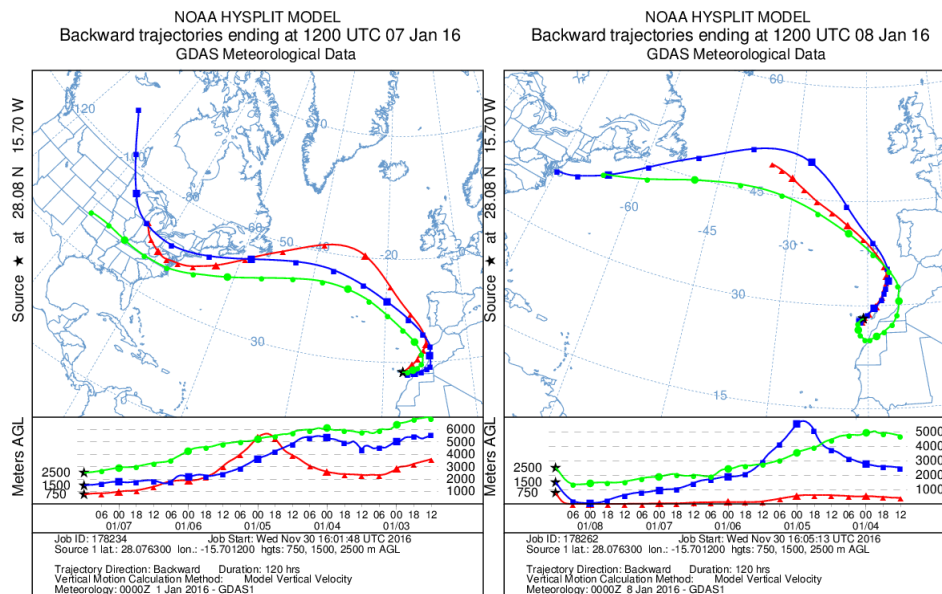 NOAA HYSPLIT MODEL
Backward trajectories ending at 1200 UTC 07 Jan 16
GDAS Meteorological Data
Source ★ at 28.08 N 15.70 W
120
-20
50
50
60
30
Meters AGL
2500
1500
750
6000
5000
4000
3000
2000
1000
06 00 18 12 06 00 18 12 06 00 18 12 06 00 18 12 06 00 18 12
01/07 01/06 01/05 01/04 01/03
Job ID: 178234 Job Start: Wed Nov 30 16:01:48 UTC 2016
Source 1 lat.: 28.076300 lon.: -15.701200 hgts: 750, 1500, 2500 m AGL
Trajectory Direction: Backward Duration: 120 hrs
Vertical Motion Calculation Method: Model Vertical Velocity
Meteorology: 0000Z 1 Jan 2016 - GDAS1
NOAA HYSPLIT MODEL
Backward trajectories ending at 1200 UTC 08 Jan 16
GDAS Meteorological Data
Source ★ at 28.08 N 15.70 W
60
60
-60
-45
45
-30
30
15
Meters AGL
2500
1500
750
5000
4000
3000
2000
1000
06 00 18 12 06 00 18 12 06 00 18 12 06 00 18 12 06 00 18 12
01/08 01/07 01/06 01/05 01/04
Job ID: 178262 Job Start: Wed Nov 30 16:05:13 UTC 2016
Source 1 lat.: 28.076300 lon.: -15.701200 hgts: 750, 1500, 2500 m AGL
Trajectory Direction: Backward Duration: 120 hrs
Vertical Motion Calculation Method: Model Vertical Velocity
Meteorology: 0000Z 8 Jan 2016 - GDAS1